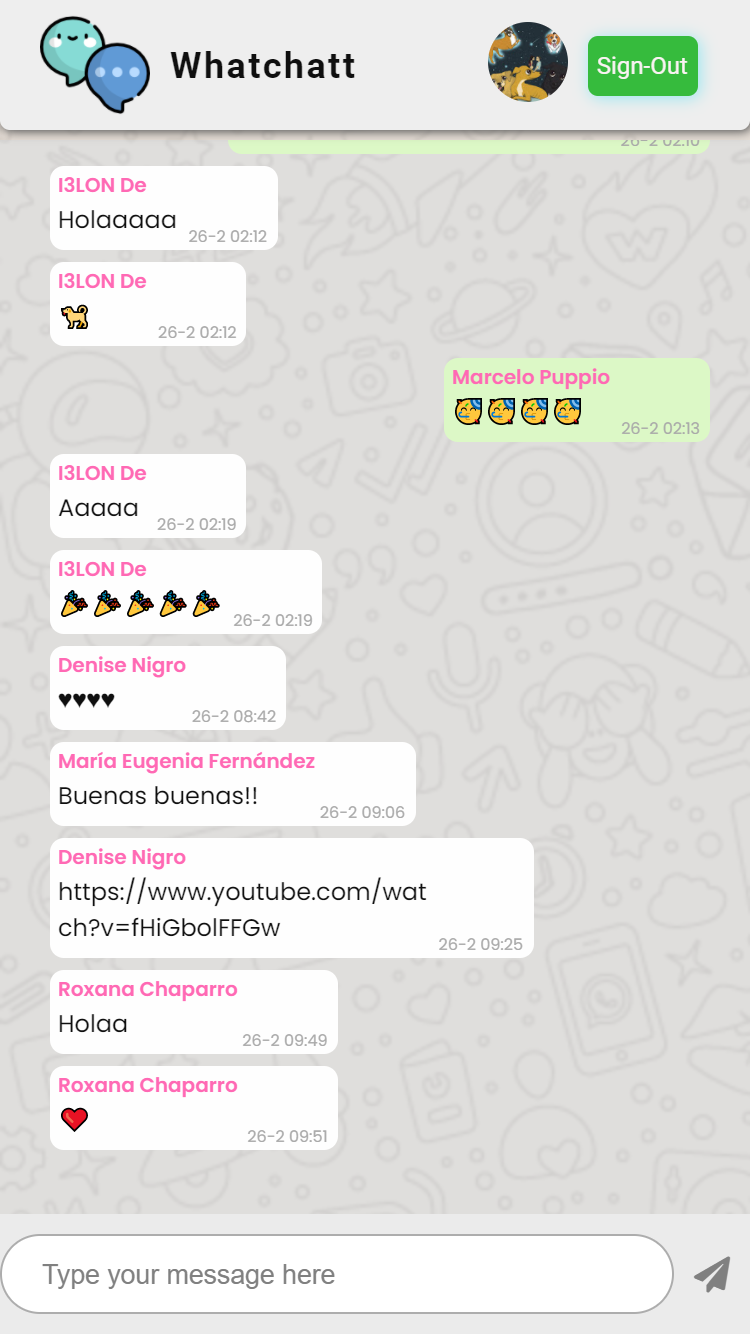 Whatchatt
Sign-Out
26-2 02:10
I3LON De
Holaaaaa
26-2 02:12
I3LON De
🐕
26-2 02:12
Marcelo Puppio
🥳🥳🥳🥳
26-2 02:13
I3LON De
Aaaaa
26-2 02:19
I3LON De
🎉🎉🎉🎉🎉
26-2 02:19
Denise Nigro
♥♥♥♥
26-2 08:42
María Eugenia Fernández
Buenas buenas!!
26-2 09:06
Denise Nigro
https://www.youtube.com/wat
ch?v=fHiGbolFFGw
26-2 09:25
Roxana Chaparro
Holaa
26-2 09:49
Roxana Chaparro
❤️
26-2 09:51
Type your message here